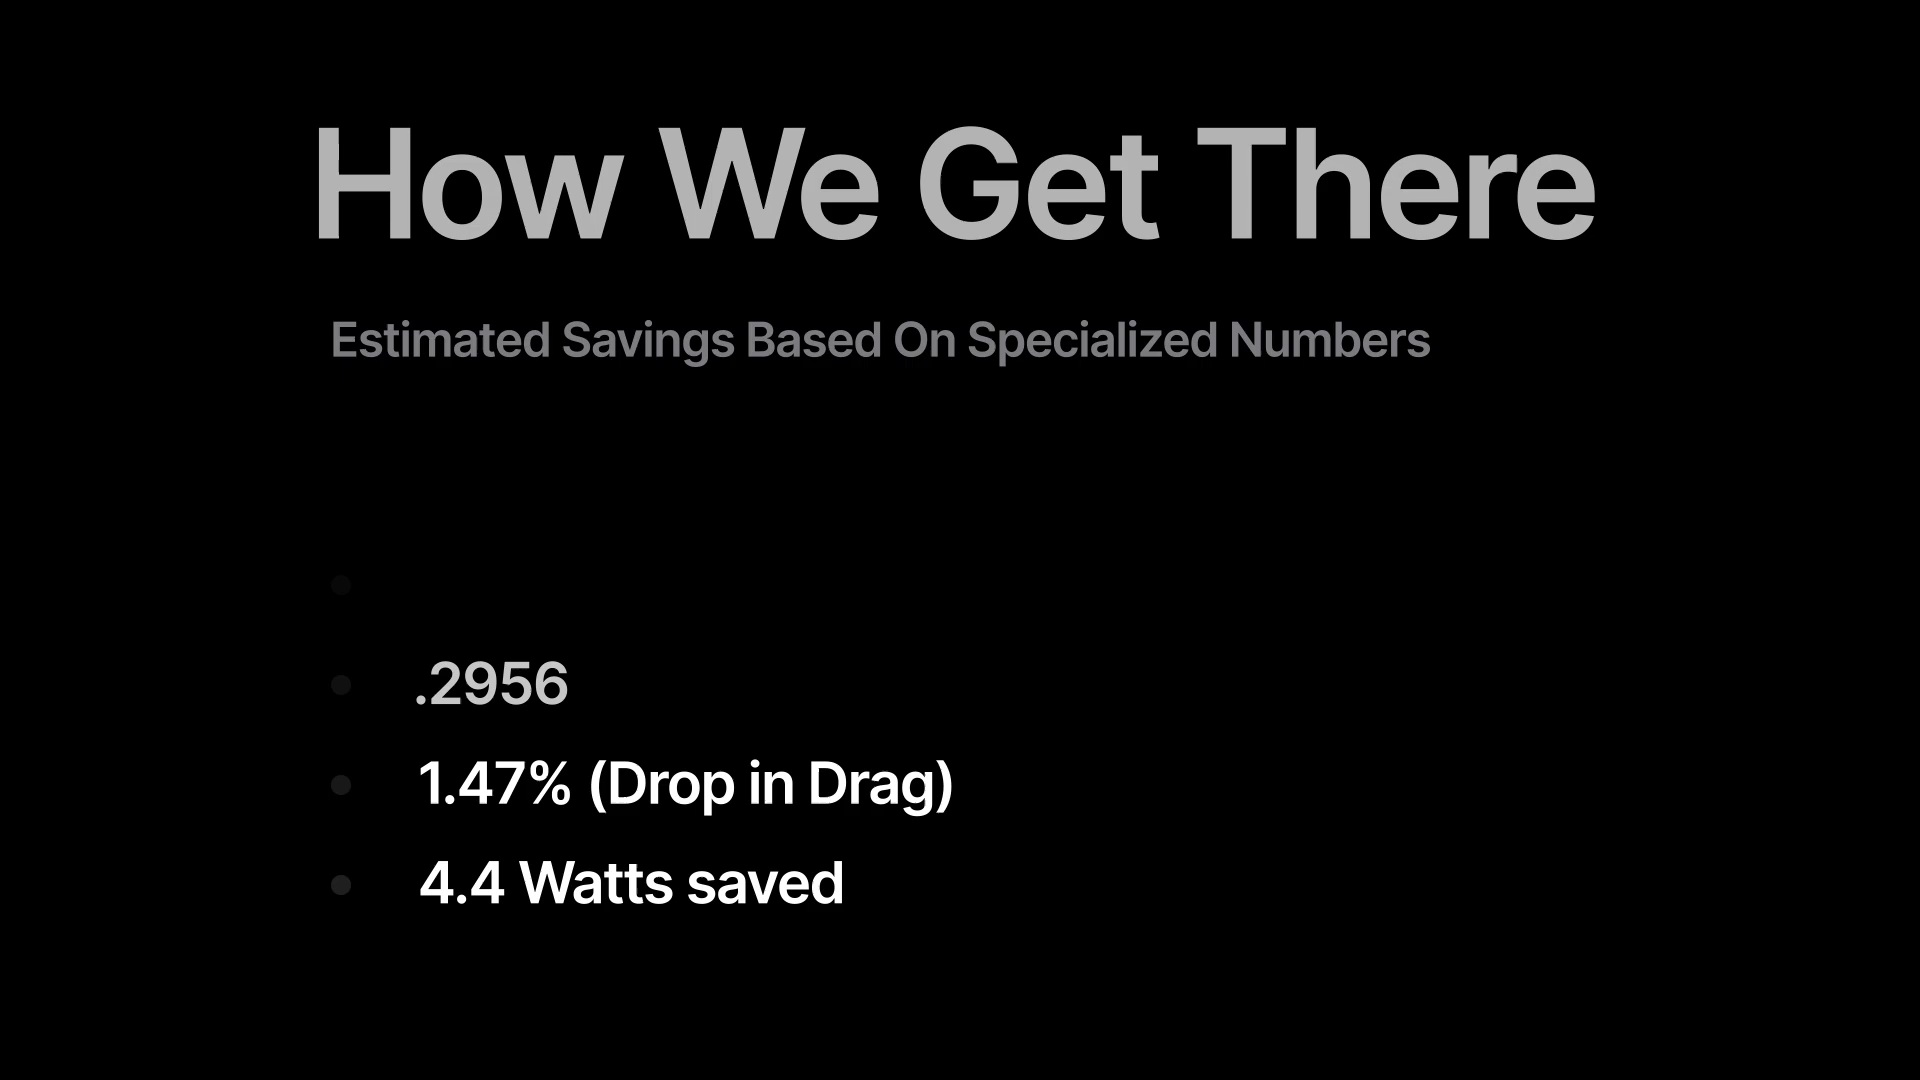 How We Get There
Estimated Savings Based On Specialized Numbers
.2956
1.47% (Drop in Drag)
4.4 Watts saved